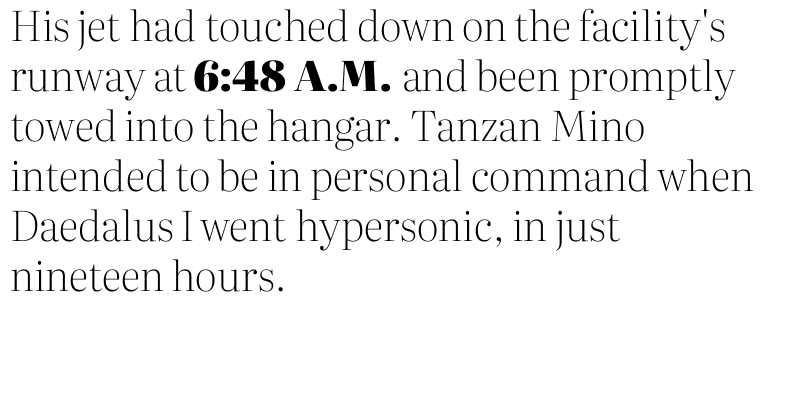 His jet had touched down on the facility's
runway at 6:48 A.M. and been promptly
towed into the hangar. Tanzan Mino
intended to be in personal command when
Daedalus I went hypersonic, in just
nineteen hours.